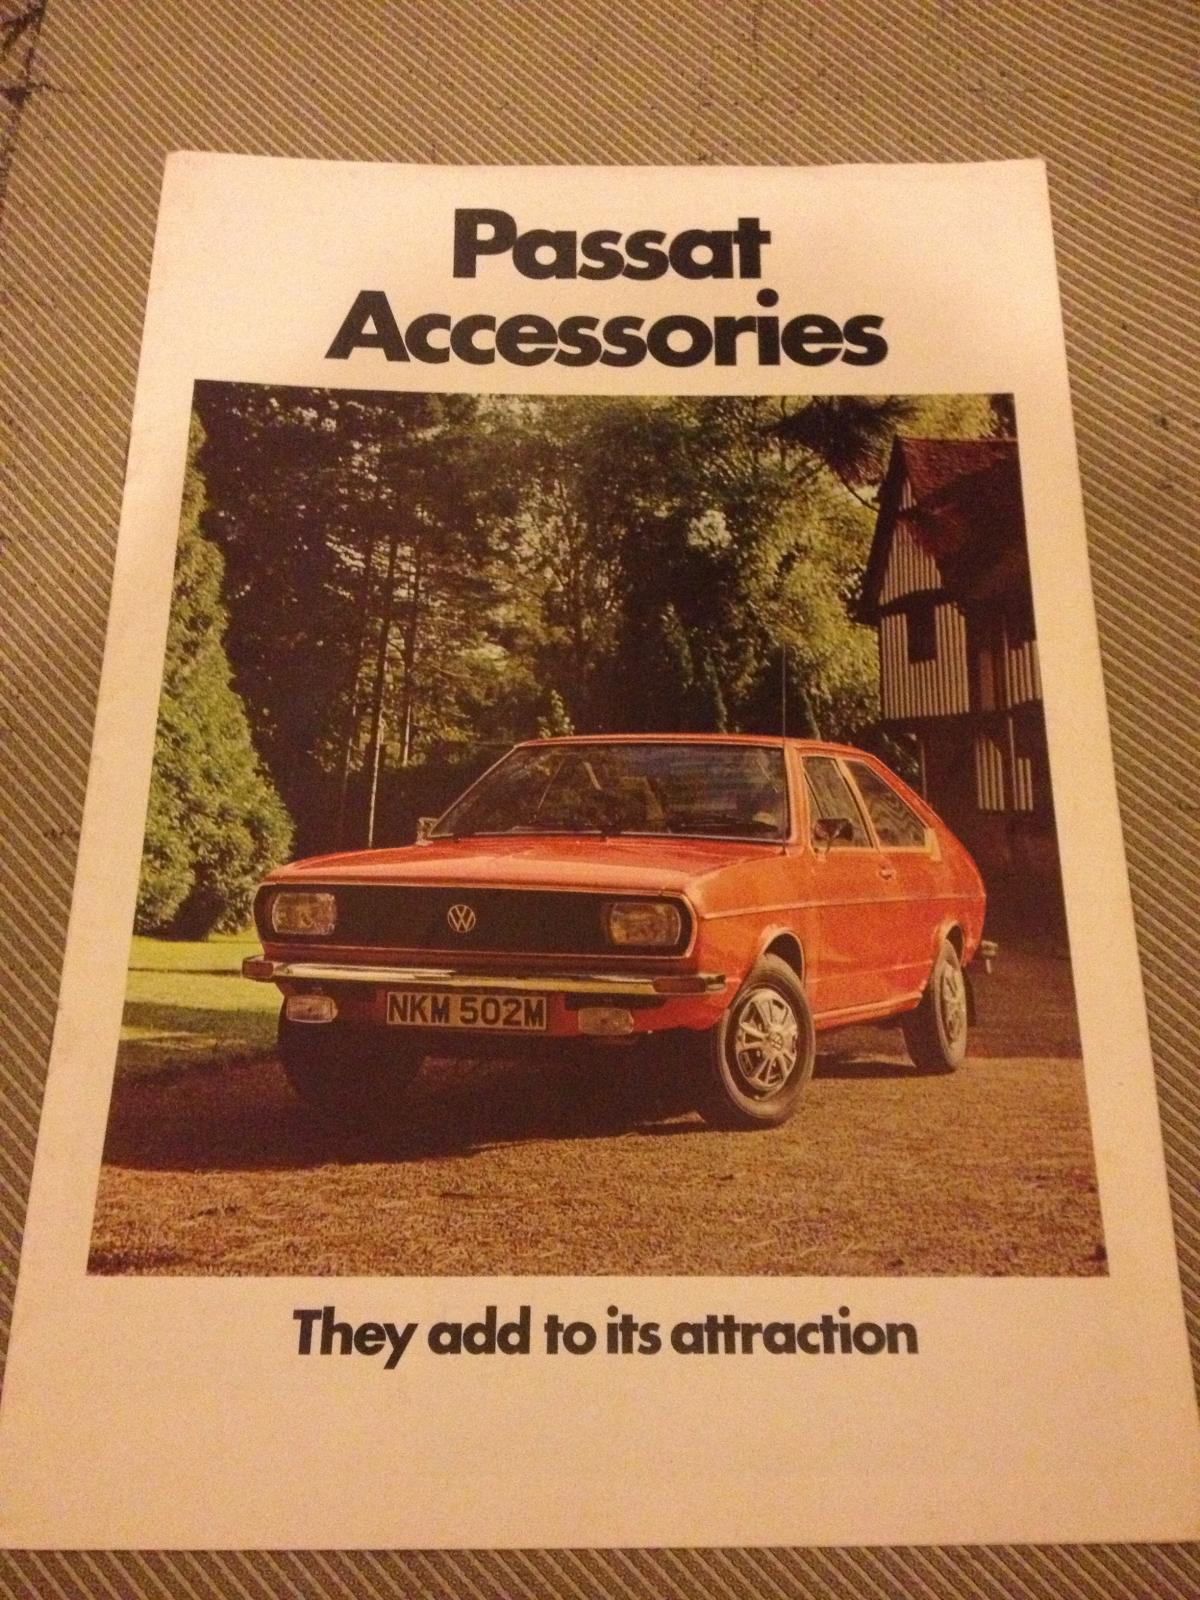 Passat
Accessories
NKM 502M
They add to its attraction